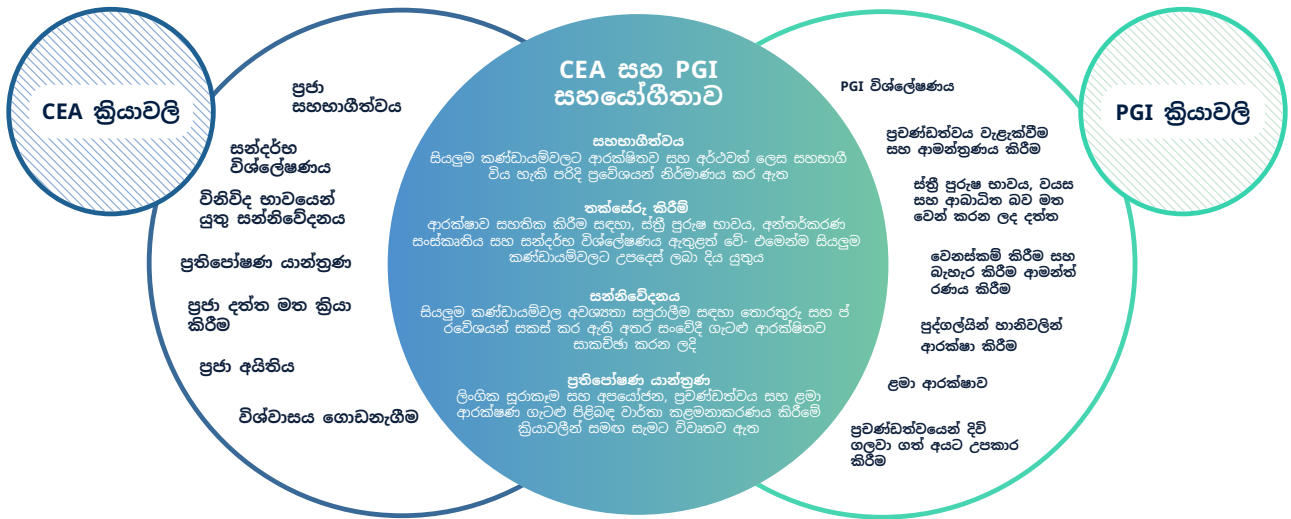 CEA ක්‍රියාවලි
ප්‍රජා
සහභාගීත්වය
සන්දර්භ
විශ්ලේෂණය
විනිවිද භාවයෙන්
යුතු සන්නිවේදනය
ප්‍රතිපෝෂණ යාන්ත්‍රණ
ප්‍රජා දත්ත මත ක්‍රියා
කිරීම
ප්‍රජා අයිතිය
විශ්වාසය ගොඩනැගීම
CEA සහ PGI
සහයෝගීතාව
සහභාගීත්වය
සියලුම කණ්ඩායම්වලට ආරක්ෂිතව සහ අර්ථවත් ලෙස සහභාගී
විය හැකි පරිදි ප්‍රවේශයන් නිර්මාණය කර ඇත
තක්සේරු කිරීම්
ආරක්ෂාව සහතික කිරීම සඳහා, ස්ත්‍රී පුරුෂ භාවය, අන්තර්කරණ
සංස්කෘතිය සහ සන්දර්භ විශ්ලේෂණය ඇතුළත් වේ- එමෙන්ම සියලුම
කණ්ඩායම්වලට උපදෙස් ලබා දිය යුතුය
සන්නිවේදනය
සියලුම කණ්ඩායම්වල අවශ්‍යතා සපුරාලීම සඳහා තොරතුරු සහ ප්
රවේශයන් සකස් කර ඇති අතර සංවේදී ගැටළු ආරක්ෂිතව
සාකච්ඡා කරන ලදි
ප්‍රතිපෝෂණ යාන්ත්‍රණ
ලිංගික සූරාකෑම සහ අපයෝජන, ප්‍රචණ්ඩත්වය සහ ළමා
ආරක්ෂණ ගැටළු පිළිබඳ වාර්තා කළමනාකරණය කිරීමේ
ක්‍රියාවලීන් සමඟ සැමට විවෘතව ඇත
PGI ක්‍රියාවලි
PGI විශ්ලේෂණය
ප්‍රචණ්ඩත්වය වැළැක්වීම
සහ ආමන්ත්‍රණය කිරීම
ස්ත්‍රී පුරුෂ භාවය, වයස
සහ ආබාධිත බව මත
වෙන් කරන ලද දත්ත
වෙනස්කම් කිරීම සහ
බැහැර කිරීම ආමන්ත්
රණය කිරීම
පුද්ගලයින් හානිවලින්
ආරක්ෂා කිරීම
ළමා ආරක්ෂාව
ප්‍රචණ්ඩත්වයෙන් දිවි
ගලවා ගත් අයට උපකාර
කිරීම